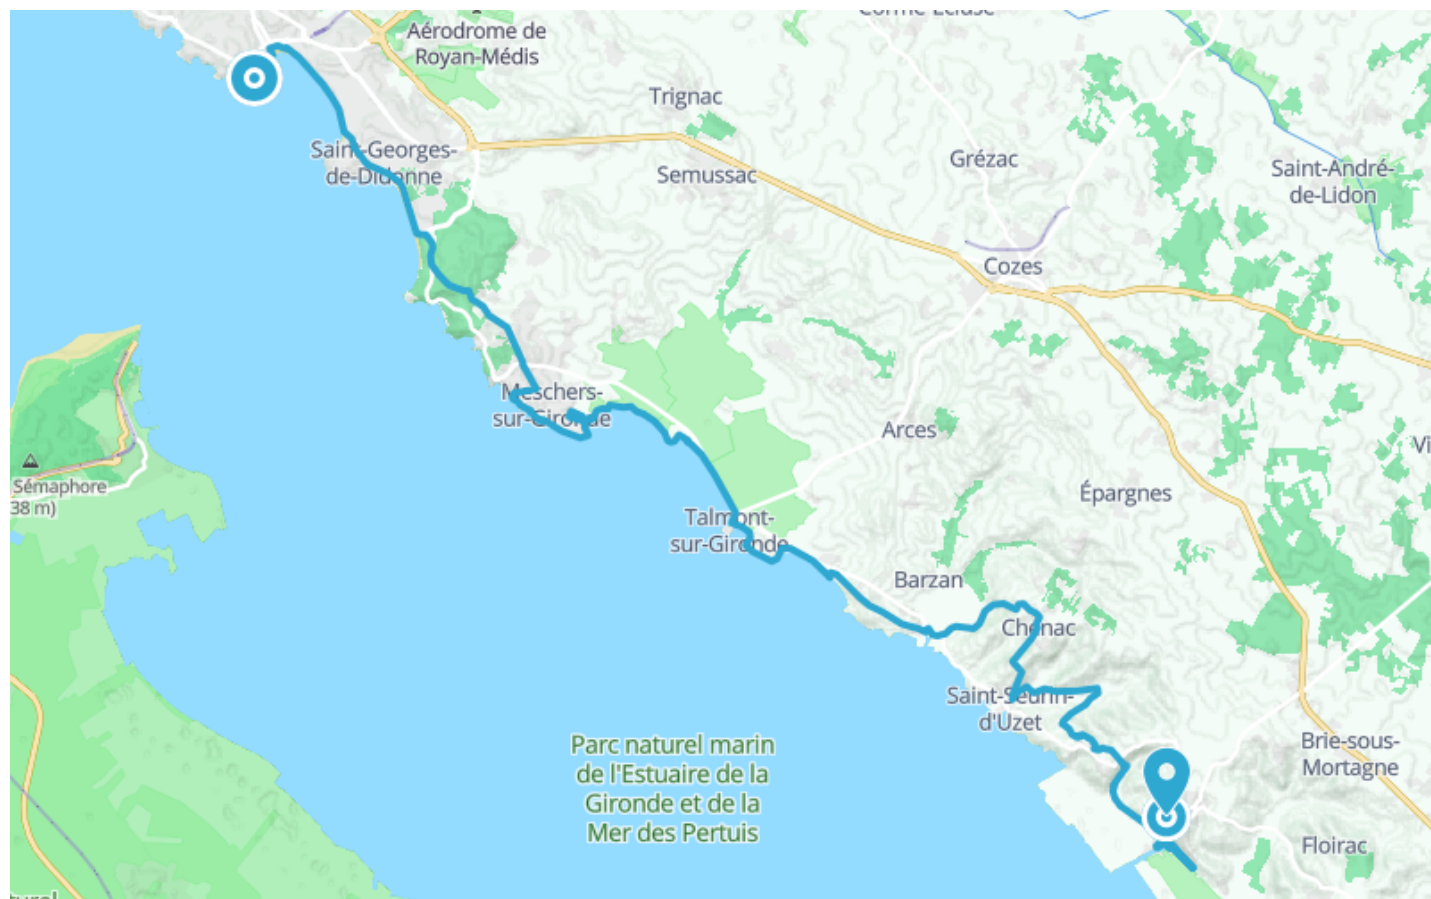 Aérodrome de
Royan-Médis
Trignac
Saint-Georges-
de-Didonne
Semussac
Grézac
Saint-André-
de-Lidon
Cozes
Meschers-
sur-Gironde
Arces
Sémaphore
38 m)
Épargnes
Talmont-
sur-Gironde
Barzan
Chenac
Saint-Seurin-
d'Uzet
Parc naturel marin
de l'Estuaire de la
Gironde et de la
Mer des Pertuis
Brie-sous-
Mortagne
Floirac